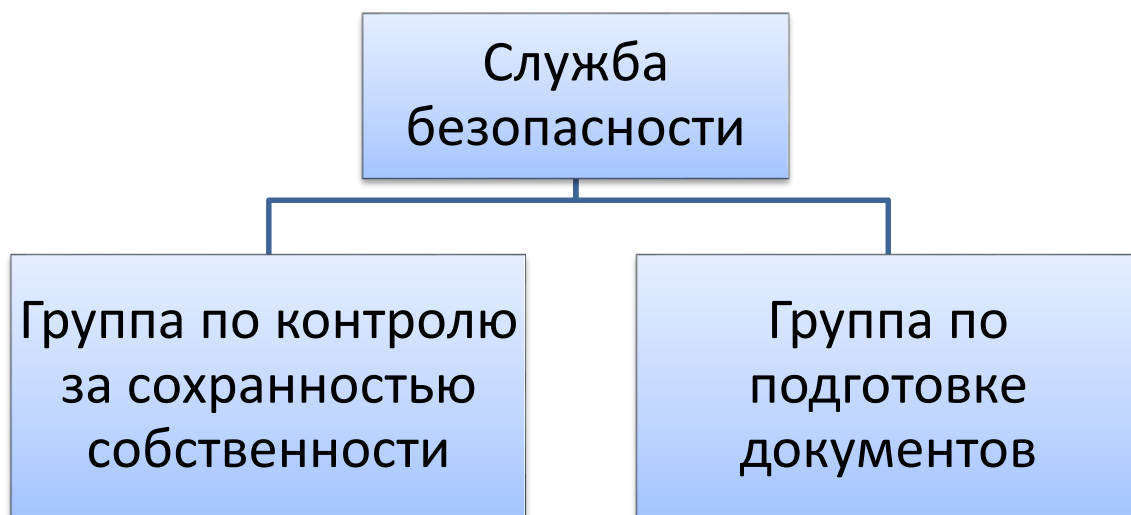 Служба
безопасности
Группа по контролю
за сохранностью
собственности
Группа по
подготовке
документов